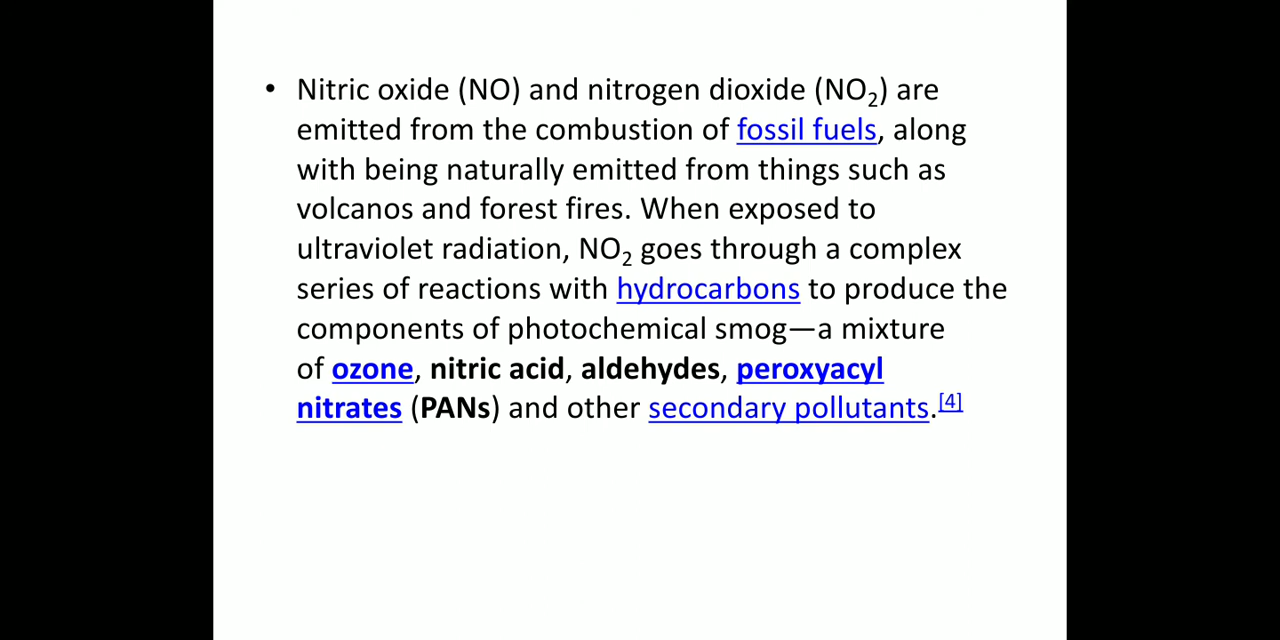 • Nitric oxide (NO) and nitrogen dioxide (NO₂) are
emitted from the combustion of fossil fuels, along
with being naturally emitted from things such as
volcanos and forest fires. When exposed to
ultraviolet radiation, NO₂ goes through a complex
series of reactions with hydrocarbons to produce the
components of photochemical smog—a mixture
of ozone, nitric acid, aldehydes, peroxyacyl
nitrates (PANs) and other secondary pollutants.[4]